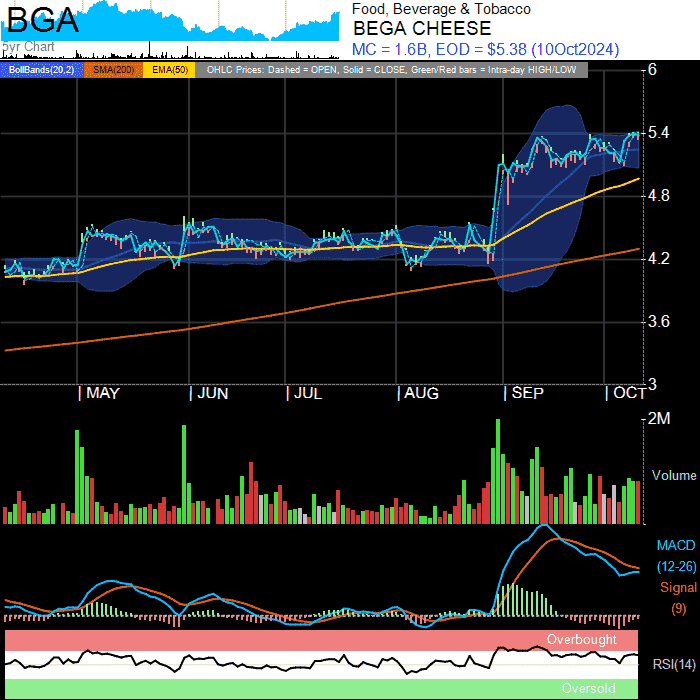 BGA
5yr Chart
Food, Beverage & Tobacco
BEGA CHEESE
MC = 1.6B, EOD = $5.38 (10Oct2024)
BollBands(20,2) SMA(200) EMA(50) OHLC Prices: Dashed = OPEN, Solid = CLOSE, Green/Red bars = Intra-day HIGH/LOW
6
5.4
4.8
4.2
3.6
3
| MAY | JUN | JUL | AUG | SEP | OCT
2M
Volume
MACD
(12-26)
Signal
(9)
Overbought
RSI(14)
Oversold